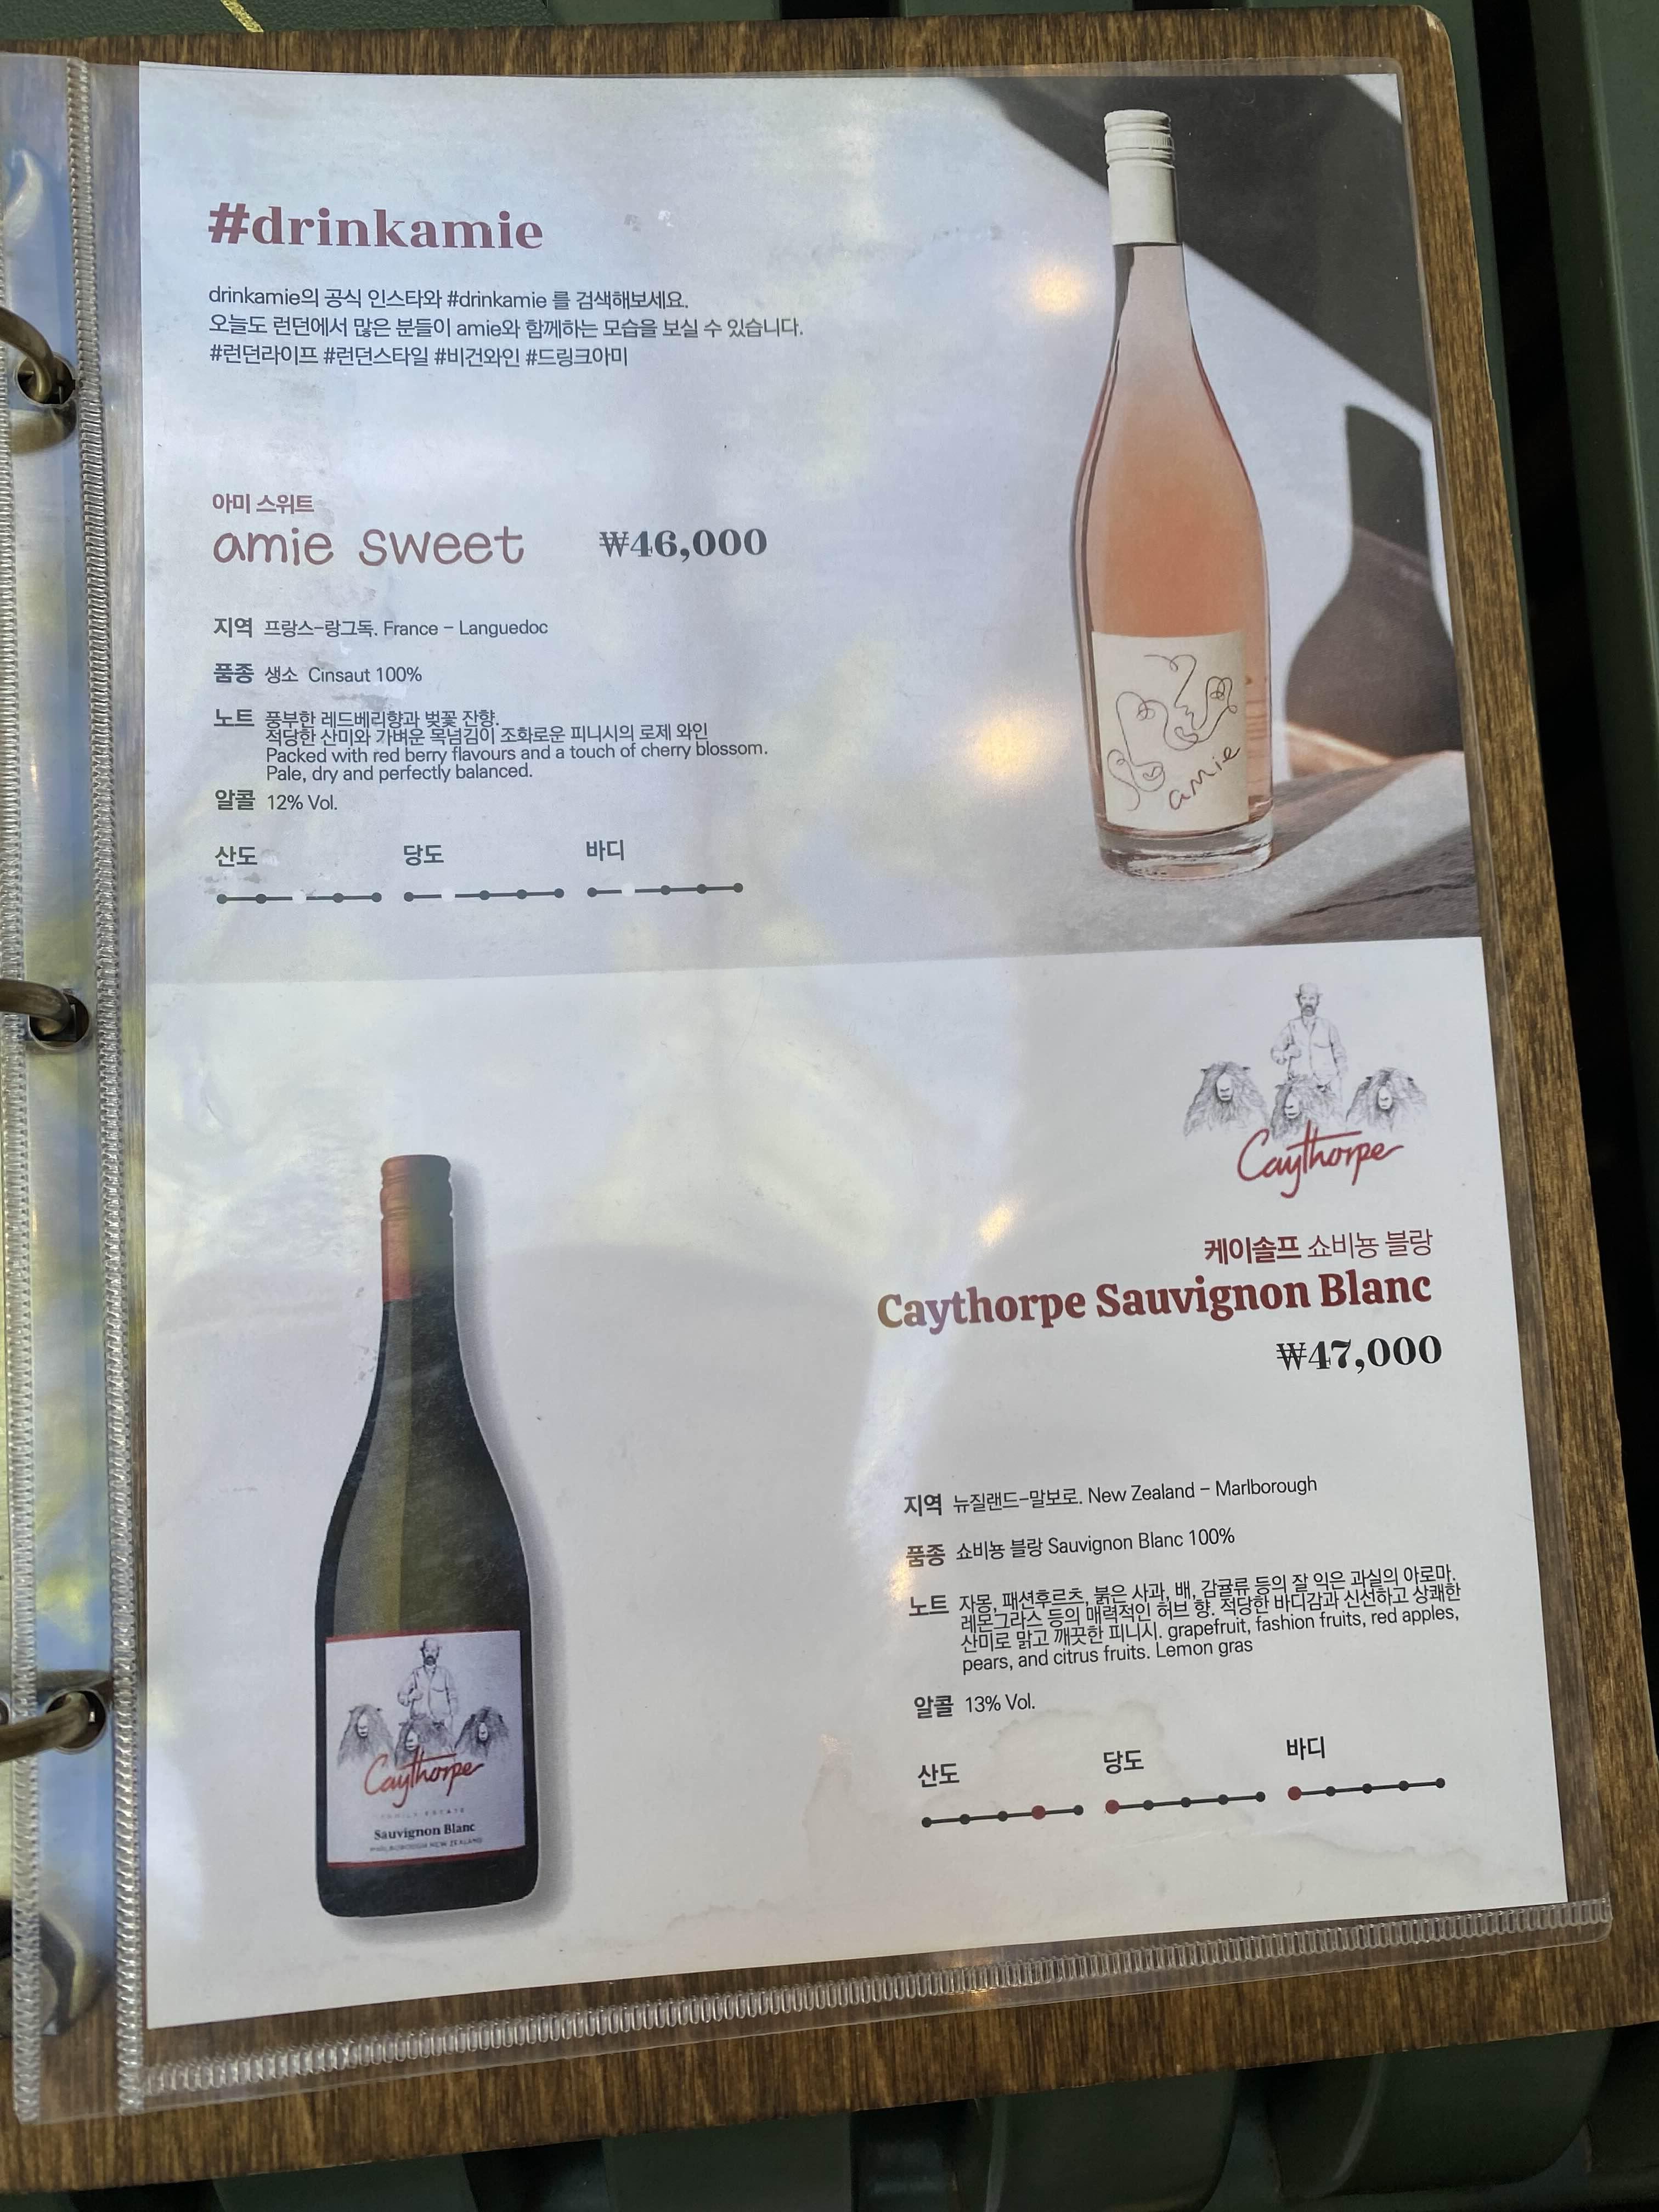 #drinkamie
drinkamie의 공식 인스타와 #drinkamie 를 검색해보세요.
오늘도 런던에서 많은 분들이 amie와 함께하는 모습을 보실 수 있습니다.
#런던라이프 #런던스타일 #비건와인 #드링크아미
아미 스위트
amie sweet ₩46,000
지역 프랑스-랑그독. France - Languedoc
품종 생소 Cinsaut 100%
노트 풍부한 레드베리향과 벚꽃 잔향.
적당한 산미와 가벼운 목넘김이 조화로운 피니시의 로제 와인
Packed with red berry flavours and a touch of cherry blossom.
Pale, dry and perfectly balanced.
알콜 12% Vol.
산도 당도 바디
amie
Caythorpe
케이솔프 쇼비뇽 블랑
Caythorpe Sauvignon Blanc
₩47,000
지역 뉴질랜드-말보로. New Zealand - Marlborough
품종 쇼비뇽 블랑 Sauvignon Blanc 100%
노트 자몽, 패션후르츠, 붉은 사과, 배, 감귤류 등의 잘 익은 과실의 아로마.
레몬그라스 등의 매력적인 허브 향. 적당한 바디감과 신선하고 상쾌한
산미로 맑고 깨끗한 피니시. grapefruit, fashion fruits, red apples,
pears, and citrus fruits. Lemon gras
알콜 13% Vol.
산도 당도 바디
Caythorpe
FAMILY ESTATE
Sauvignon Blanc
MARLBOROUGH NEW ZEALAND